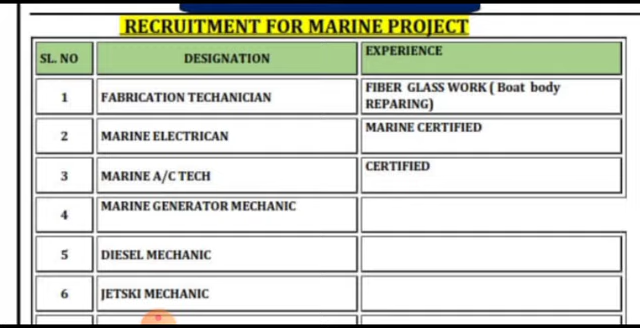 RECRUITMENT FOR MARINE PROJECT
SL. NO DESIGNATION EXPERIENCE
1 FABRICATION TECHANICIAN FIBER GLASS WORK ( Boat body
REPARING)
2 MARINE ELECTRICAN MARINE CERTIFIED
3 MARINE A/C TECH CERTIFIED
4 MARINE GENERATOR MECHANIC
5 DIESEL MECHANIC
6 JETSKI MECHANIC